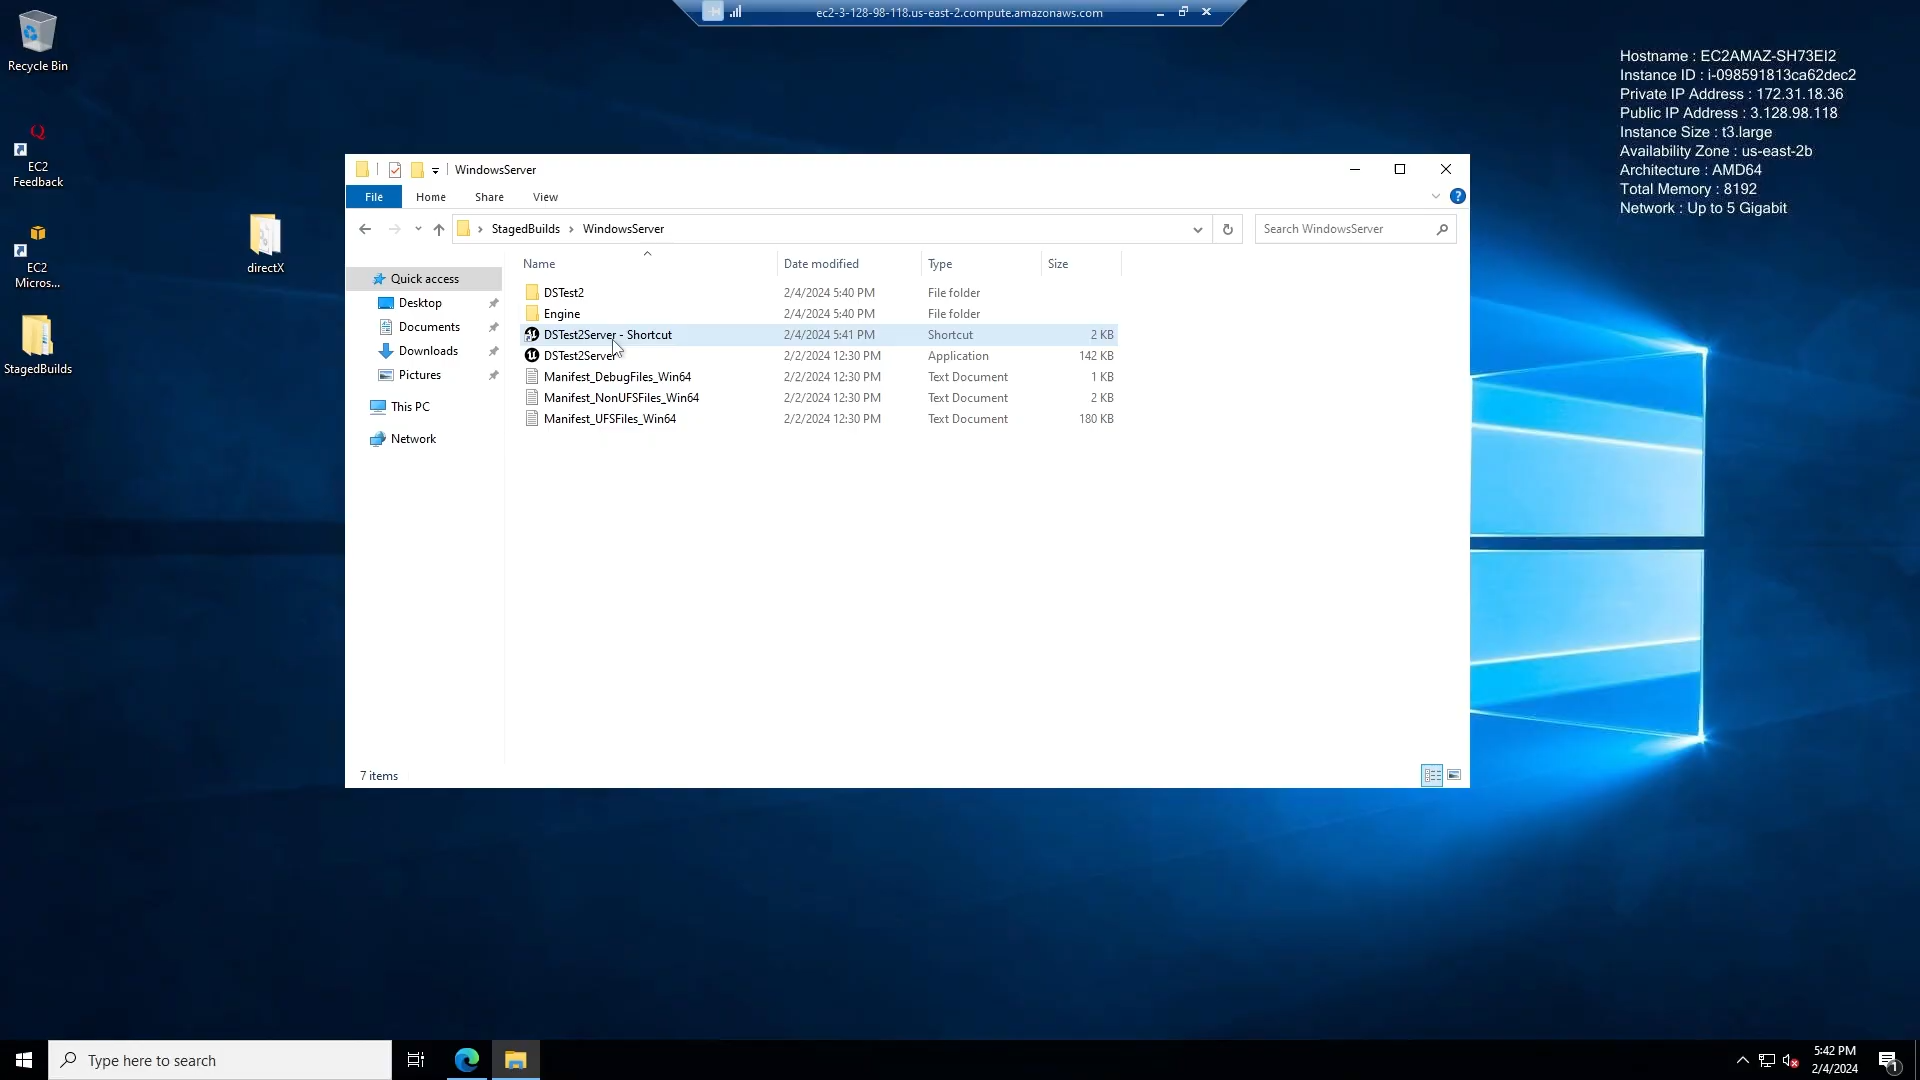 ec2-3-128-98-118.us-east-2.compute.amazonaws.com
Recycle Bin
EC2
Feedback
EC2
Micros...
StagedBuilds
directX
Hostname : EC2AMAZ-SH73EI2
Instance ID : i-098591813ca62dec2
Private IP Address : 172.31.18.36
Public IP Address : 3.128.98.118
Instance Size : t3.large
Availability Zone : us-east-2b
Architecture : AMD64
Total Memory : 8192
Network : Up to 5 Gigabit
WindowsServer
File Home Share View
StagedBuilds > WindowsServer
Search WindowsServer
Quick access
Desktop
Documents
Downloads
Pictures
This PC
Network
Name Date modified Type Size
DSTest2 2/4/2024 5:40 PM File folder
Engine 2/4/2024 5:40 PM File folder
DSTest2Server - Shortcut 2/4/2024 5:41 PM Shortcut 2 KB
DSTest2Server 2/2/2024 12:30 PM Application 142 KB
Manifest_DebugFiles_Win64 2/2/2024 12:30 PM Text Document 1 KB
Manifest_NonUFSFiles_Win64 2/2/2024 12:30 PM Text Document 2 KB
Manifest_UFSFiles_Win64 2/2/2024 12:30 PM Text Document 180 KB
7 items
Type here to search
5:42 PM
2/4/2024
1